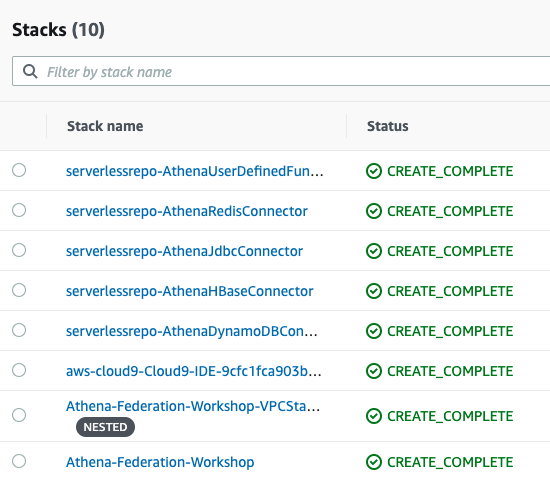 Stacks (10)
Filter by stack name
Stack name Status
serverlessrepo-AthenaUserDefinedFun... CREATE_COMPLETE
serverlessrepo-AthenaRedisConnector CREATE_COMPLETE
serverlessrepo-AthenaJdbcConnector CREATE_COMPLETE
serverlessrepo-AthenaHBaseConnector CREATE_COMPLETE
serverlessrepo-AthenaDynamoDBCon... CREATE_COMPLETE
aws-cloud9-Cloud9-IDE-9cfc1fca903b... CREATE_COMPLETE
Athena-Federation-Workshop-VPCSta... CREATE_COMPLETE
NESTED
Athena-Federation-Workshop CREATE_COMPLETE